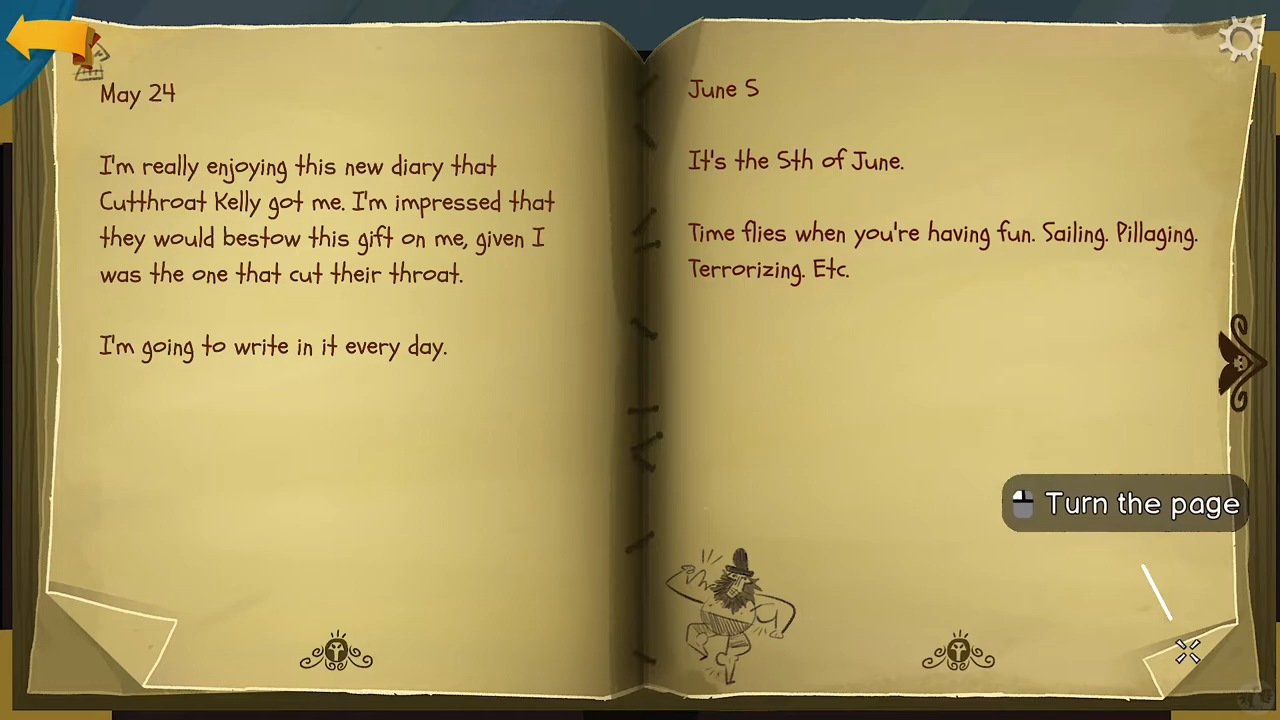 May 24
I'm really enjoying this new diary that
Cutthroat Kelly got me. I'm impressed that
they would bestow this gift on me, given I
was the one that cut their throat.
I'm going to write in it every day.
June 5
It's the 5th of June.
Time flies when you're having fun. Sailing. Pillaging.
Terrorizing. Etc.
Turn the page